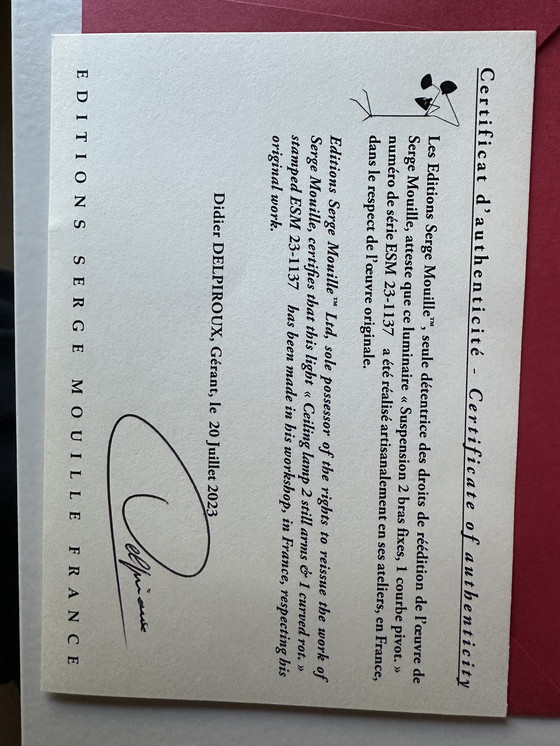 Certificat d'authenticité - Certificate of authenticity
Les Editions Serge Mouille™, seule détentrice des droits de réédition de l'œuvre de
Serge Mouille, atteste que ce luminaire « Suspension 2 bras fixes, 1 courbe pivot. »
numéro de série ESM 23-1137 a été réalisé artisanalement en ses ateliers, en France,
dans le respect de l'œuvre originale.
Editions Serge Mouille™ Ltd, sole possessor of the rights to reissue the work of
Serge Mouille, certifies that this light « Ceiling lamp 2 still arms & 1 curved rot. »
stamped ESM 23-1137 has been made in his workshop, in France, respecting his
original work.
Didier DELPIROUX, Gérant, le 20 Juillet 2023
Delpiroux
EDITIONS SERGE MOUILLE FRANCE